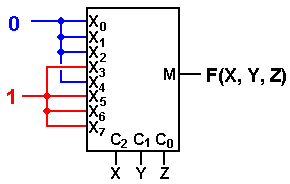 0
1
X0
X1
X2
X3
X4
X5
X6
X7
M
F(X, Y, Z)
C2 C1 C0
X Y Z